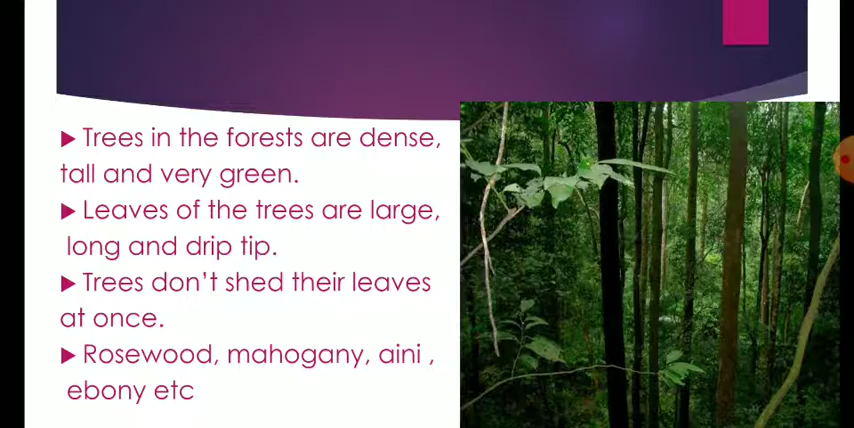 ▶ Trees in the forests are dense,
tall and very green.
▶ Leaves of the trees are large,
long and drip tip.
▶ Trees don't shed their leaves
at once.
▶ Rosewood, mahogany, aini ,
ebony etc